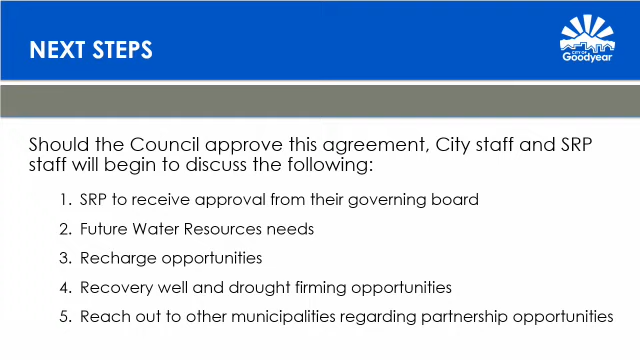 NEXT STEPS
CITY OF
Goodyear
Should the Council approve this agreement, City staff and SRP
staff will begin to discuss the following:
1. SRP to receive approval from their governing board
2. Future Water Resources needs
3. Recharge opportunities
4. Recovery well and drought firming opportunities
5. Reach out to other municipalities regarding partnership opportunities